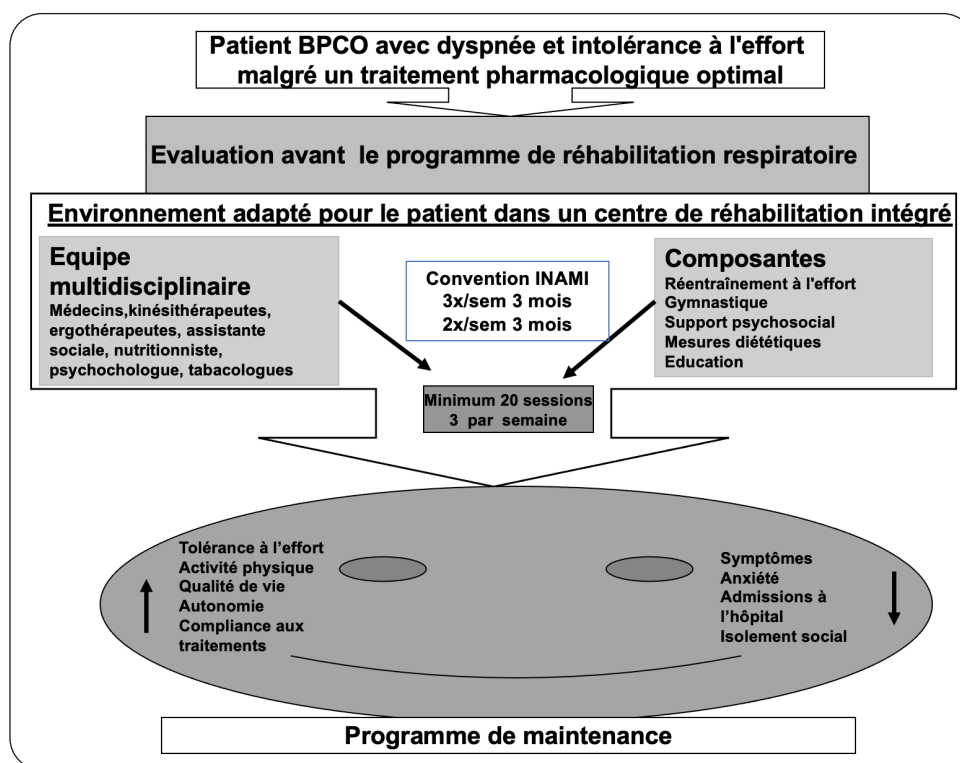 Patient BPCO avec dyspnée et intolérance à l'effort
malgré un traitement pharmacologique optimal
Evaluation avant le programme de réhabilitation respiratoire
Environnement adapté pour le patient dans un centre de réhabilitation intégré
Equipe
multidisciplinaire
Médecins,kinésithérapeutes,
ergothérapeutes, assistante
sociale, nutritionniste,
psychochologue, tabacologues
Convention INAMI
3x/sem 3 mois
2x/sem 3 mois
Composantes
Réentraînement à l'effort
Gymnastique
Support psychosocial
Mesures diététiques
Education
Minimum 20 sessions
3 par semaine
Tolérance à l’effort
Activité physique
Qualité de vie
Autonomie
Compliance aux
traitements
Symptômes
Anxiété
Admissions à
l’hôpital
Isolement social
Programme de maintenance